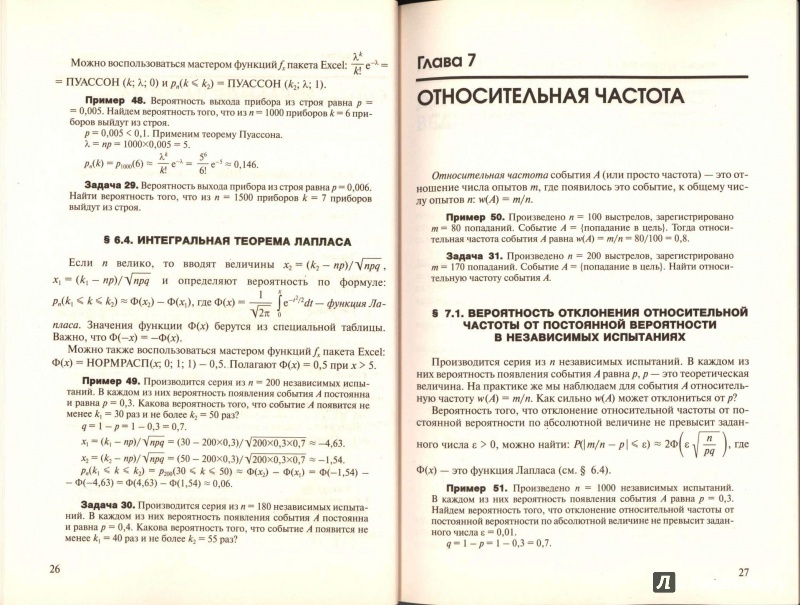 Можно воспользоваться мастером функций fₓ пакета Excel: λᵏ/k! e⁻λ =
= ПУАССОН (k; λ; 0) и pₙ(k ⩽ k₂) = ПУАССОН (k₂; λ; 1).
Пример 48. Вероятность выхода прибора из строя равна p =
= 0,005. Найдем вероятность того, что из n = 1000 приборов k = 6 при-
боров выйдут из строя.
p = 0,005 < 0,1. Применим теорему Пуассона.
λ = np = 1000×0,005 = 5.
pₙ(k) = p₁₀₀₀(6) ≈ λᵏ/k! e⁻λ = 5⁶/6! e⁻⁵ ≈ 0,146.
Задача 29. Вероятность выхода прибора из строя равна p = 0,006.
Найти вероятность того, что из n = 1500 приборов k = 7 приборов
выйдут из строя.
§ 6.4. ИНТЕГРАЛЬНАЯ ТЕОРЕМА ЛАПЛАСА
Если n велико, то вводят величины x₂ = (k₂ – np)/√npq,
x₁ = (k₁ – np)/√npq и определяют вероятность по формуле:
pₙ(k₁ ⩽ k ⩽ k₂) ≈ Ф(x₂) – Ф(x₁), где Ф(x) = 1/√2π ∫₀ˣ e^(–t²/2)dt — функция Ла-
пласа. Значения функции Ф(x) берутся из специальной таблицы.
Важно, что Ф(–x) = –Ф(x).
Можно также воспользоваться мастером функций fₓ пакета Excel:
Ф(x) = НОРМРАСП(x; 0; 1; 1) – 0,5. Полагают Ф(x) = 0,5 при x > 5.
Пример 49. Производится серия из n = 200 независимых испы-
таний. В каждом из них вероятность появления события A постоянна
и равна p = 0,3. Какова вероятность того, что событие A появится не
менее k₁ = 30 раз и не более k₂ = 50 раз?
q = 1 – p = 1 – 0,3 = 0,7.
x₁ = (k₁ – np)/√npq = (30 – 200×0,3)/√200×0,3×0,7 ≈ –4,63.
x₂ = (k₂ – np)/√npq = (50 – 200×0,3)/√200×0,3×0,7 ≈ –1,54.
pₙ(k₁ ⩽ k ⩽ k₂) = p₂₀₀(30 ⩽ k ⩽ 50) ≈ Ф(x₂) – Ф(x₁) = Ф(–1,54) –
– Ф(–4,63) = Ф(4,63) – Ф(1,54) ≈ 0,06.
Задача 30. Производится серия из n = 180 независимых испыта-
ний. В каждом из них вероятность появления события A постоянна
и равна p = 0,4. Какова вероятность того, что событие A появится не
менее k₁ = 40 раз и не более k₂ = 55 раз?
26
Глава 7
ОТНОСИТЕЛЬНАЯ ЧАСТОТА
Относительная частота события A (или просто частота) — это от-
ношение числа опытов m, где появилось это событие, к общему чис-
лу опытов n: w(A) = m/n.
Пример 50. Произведено n = 100 выстрелов, зарегистрировано
m = 80 попаданий. Событие A = {попадание в цель}. Тогда относи-
тельная частота события A равна w(A) = m/n = 80/100 = 0,8.
Задача 31. Произведено n = 200 выстрелов, зарегистрировано
m = 170 попаданий. Событие A = {попадание в цель}. Найти относи-
тельную частоту события A.
§ 7.1. ВЕРОЯТНОСТЬ ОТКЛОНЕНИЯ ОТНОСИТЕЛЬНОЙ
ЧАСТОТЫ ОТ ПОСТОЯННОЙ ВЕРОЯТНОСТИ
В НЕЗАВИСИМЫХ ИСПЫТАНИЯХ
Производится серия из n независимых испытаний. В каждом из
них вероятность появления события A равна p, p — это теоретическая
величина. На практике же мы наблюдаем для события A относитель-
ную частоту w(A) = m/n. Как сильно w(A) может отклониться от p?
Вероятность того, что отклонение относительной частоты от по-
стоянной вероятности по абсолютной величине не превысит задан-
ного числа ε > 0, можно найти: P(|m/n – p| ⩽ ε) ≈ 2Ф(ε√(n/pq)), где
Ф(x) — это функция Лапласа (см. § 6.4).
Пример 51. Произведено n = 1000 независимых испытаний.
В каждом из них вероятность появления события A равна p = 0,3.
Найдем вероятность того, что отклонение относительной частоты от
постоянной вероятности по абсолютной величине не превысит задан-
ного числа ε = 0,01.
q = 1 – p = 1 – 0,3 = 0,7.
27
Л ЛАБИРИНТ.РУ